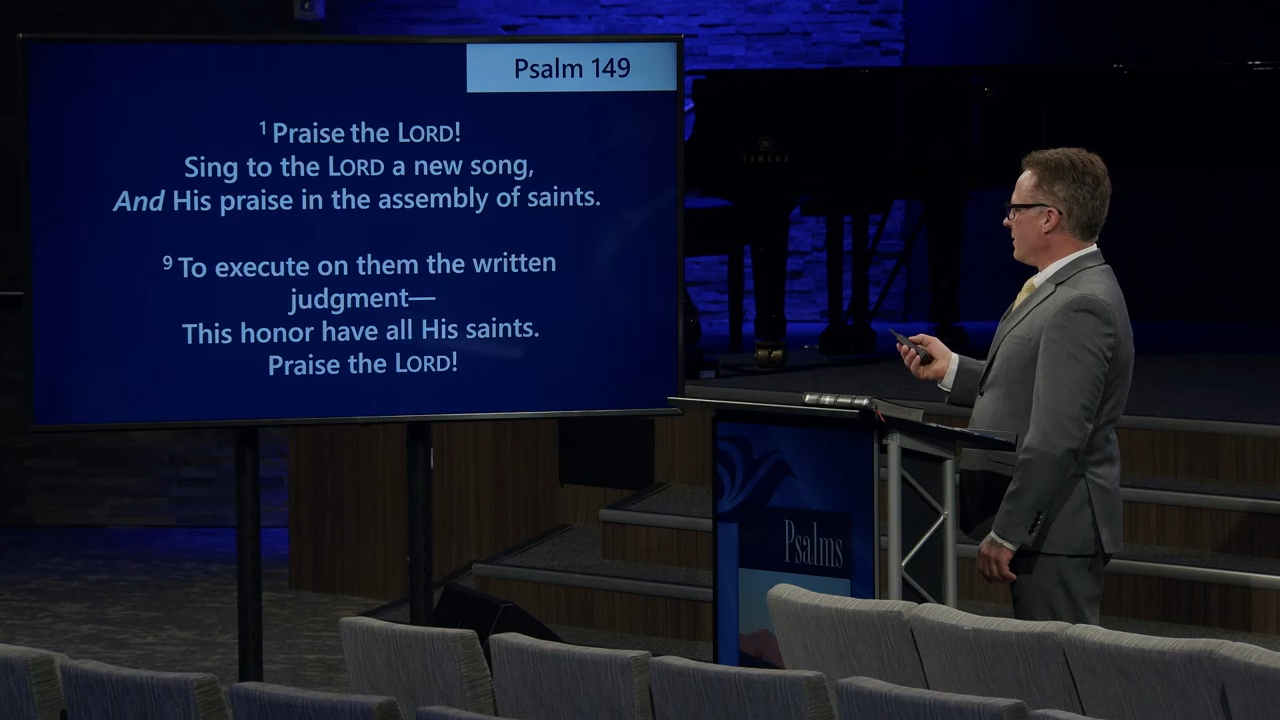 Psalm 149
1 Praise the LORD!
Sing to the LORD a new song,
And His praise in the assembly of saints.
9 To execute on them the written
judgment—
This honor have all His saints.
Praise the LORD!
YAMAHA
Psalms